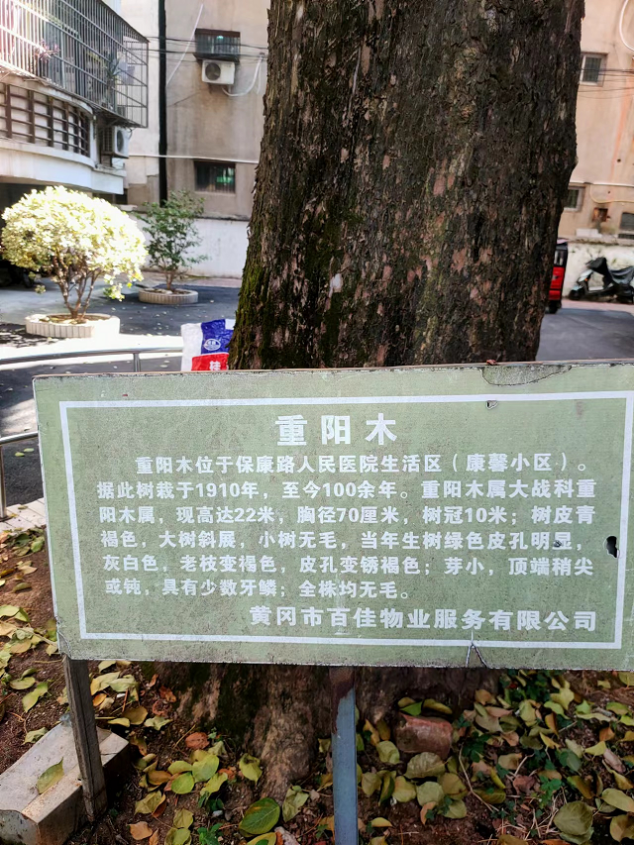 重阳木
重阳木位于保康路人民医院生活区（康馨小区）。
据此树栽于1910年，至今100余年。重阳木属大战科重
阳木属，现高达22米，胸径70厘米，树冠10米；树皮青
褐色，大树斜展，小树无毛，当年生树绿色皮孔明显，
灰白色，老枝变褐色，皮孔变锈褐色；芽小，顶端稍尖
或钝，具有少数牙鳞；全株均无毛。
黄冈市百佳物业服务有限公司